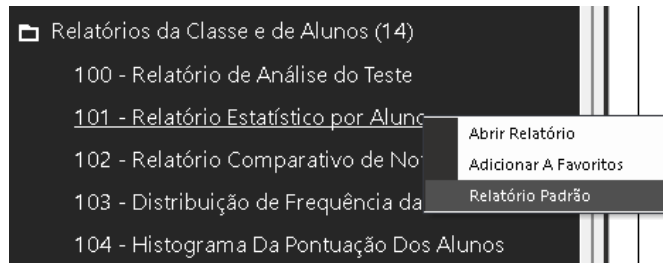 Relatórios da Classe e de Alunos (14)
100 - Relatório de Análise do Teste
101 - Relatório Estatístico por Aluno
Abrir Relatório
102 - Relatório Comparativo de
Adicionar A Favoritos
103 - Distribuição de Frequência da
Relatório Padrão
104 - Histograma Da Pontuação Dos Alunos